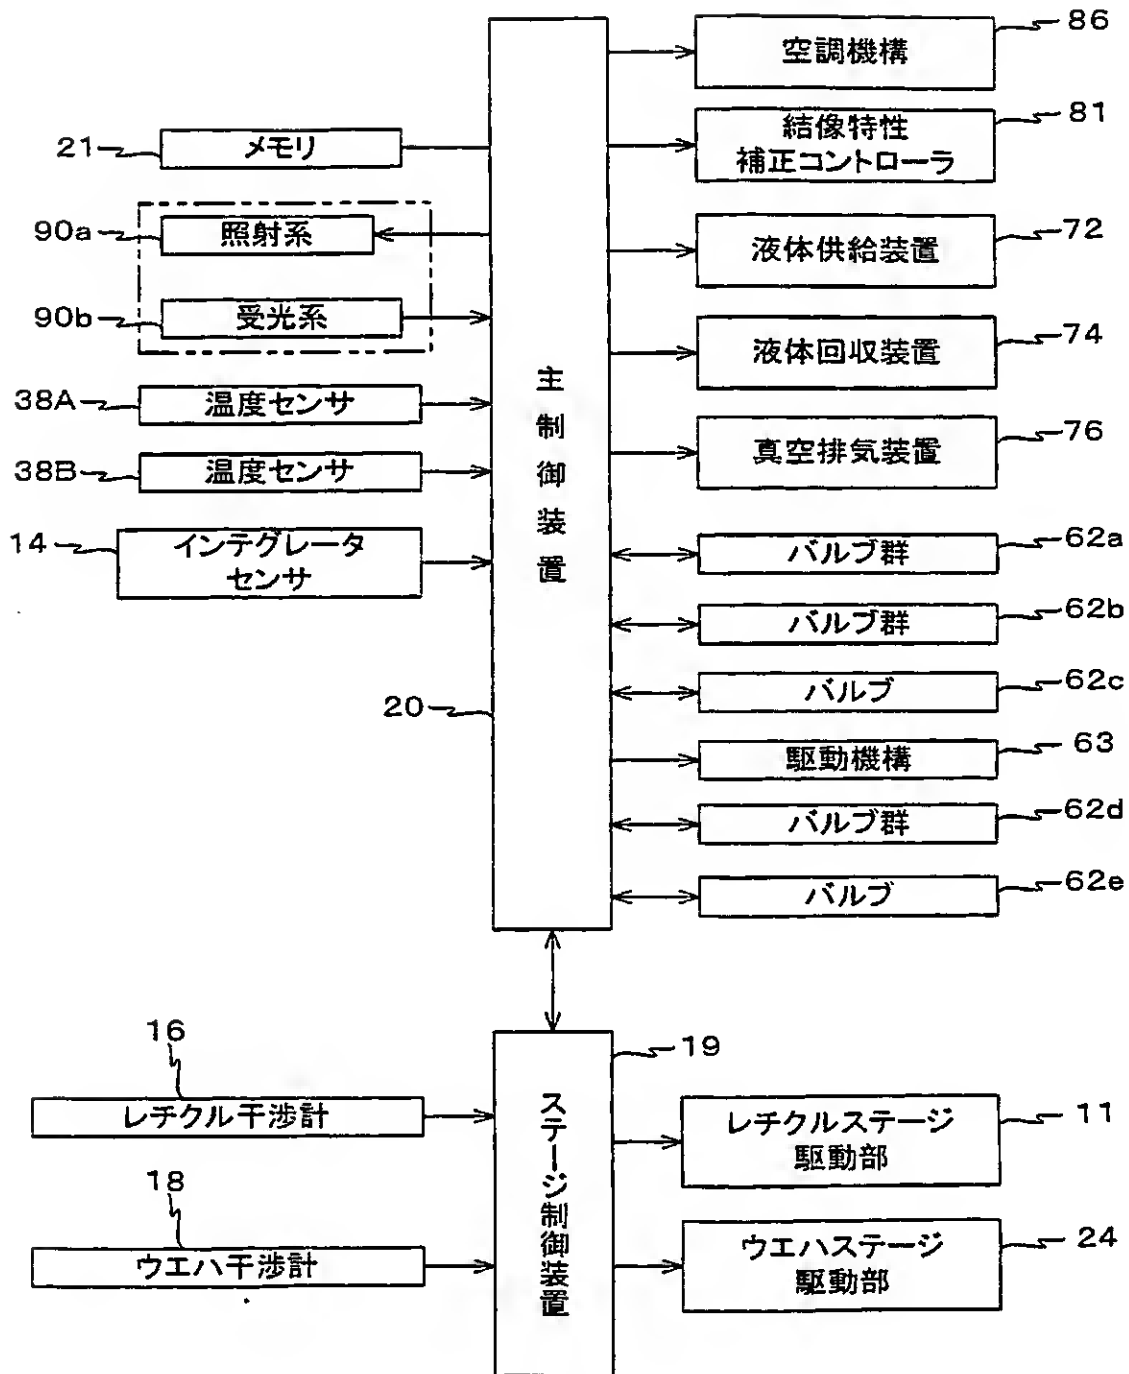 86
空調機構
21
メモリ
結像特性
補正コントローラ
81
90a
照射系
液体供給装置
72
90b
受光系
液体回収装置
74
38A
温度センサ
主制御装置
真空排気装置
76
38B
温度センサ
14
インテグレータ
センサ
バルブ群
62a
バルブ群
62b
20
バルブ
62c
駆動機構
63
バルブ群
62d
バルブ
62e
16
レチクル干渉計
19
ステージ制御装置
レチクルステージ
駆動部
11
18
ウエハ干渉計
ウエハステージ
駆動部
24